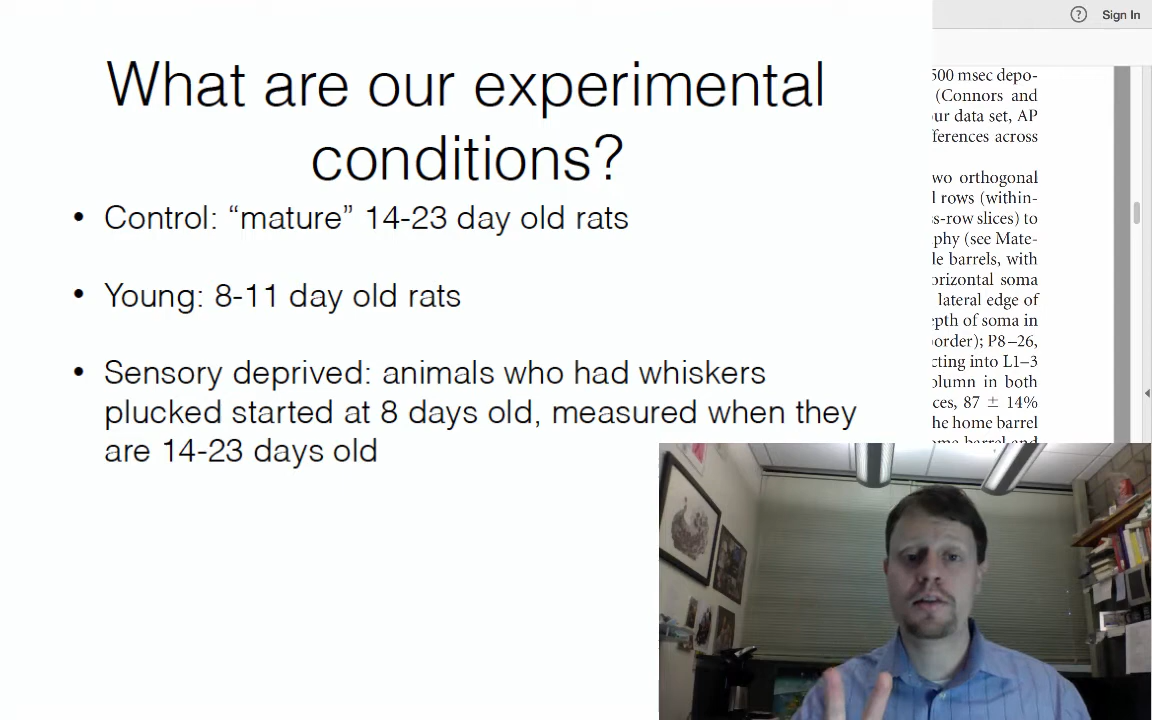 Sign In
What are our experimental
conditions?
• Control: “mature” 14-23 day old rats
• Young: 8-11 day old rats
• Sensory deprived: animals who had whiskers
plucked started at 8 days old, measured when they
are 14-23 days old
500 msec depo-
(Connors and
our data set, AP
fferences across
wo orthogonal
l rows (within-
s-row slices) to
phy (see Mate-
le barrels, with
orizontal soma
lateral edge of
epth of soma in
order); P8–26,
cting into L1–3
olumn in both
ces, 87 ± 14%
he home barrel